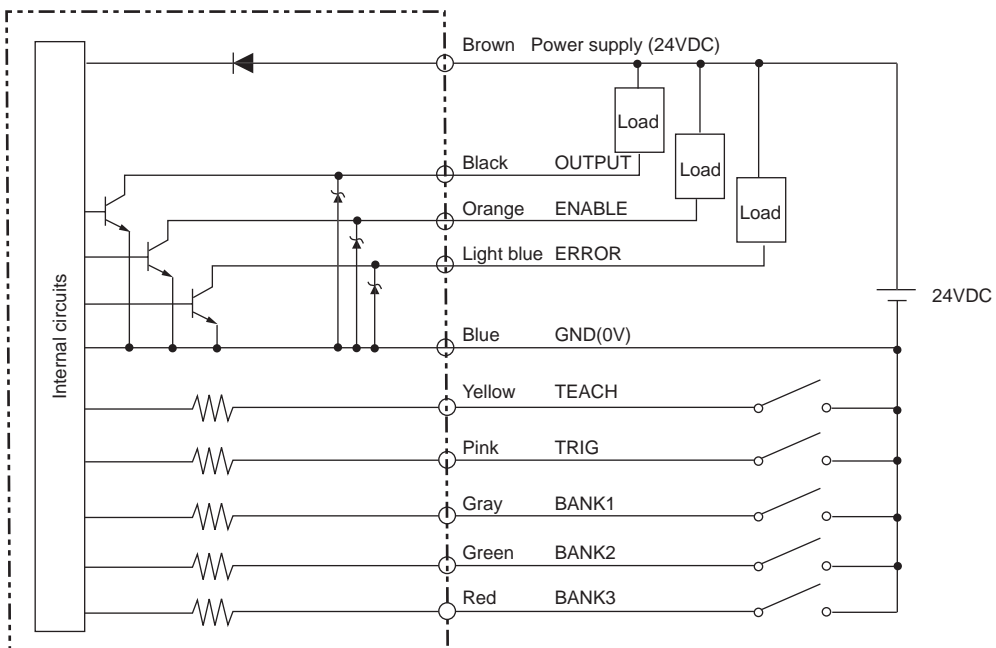 Brown Power supply (24VDC)
Load
Black OUTPUT
Load
Orange ENABLE
Load
Light blue ERROR
Internal circuits
24VDC
Blue GND(0V)
Yellow TEACH
Pink TRIG
Gray BANK1
Green BANK2
Red BANK3